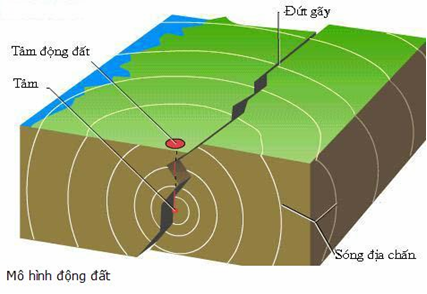 Đứt gãy
Tâm động đất
Tâm
Sóng địa chấn
Mô hình động đất